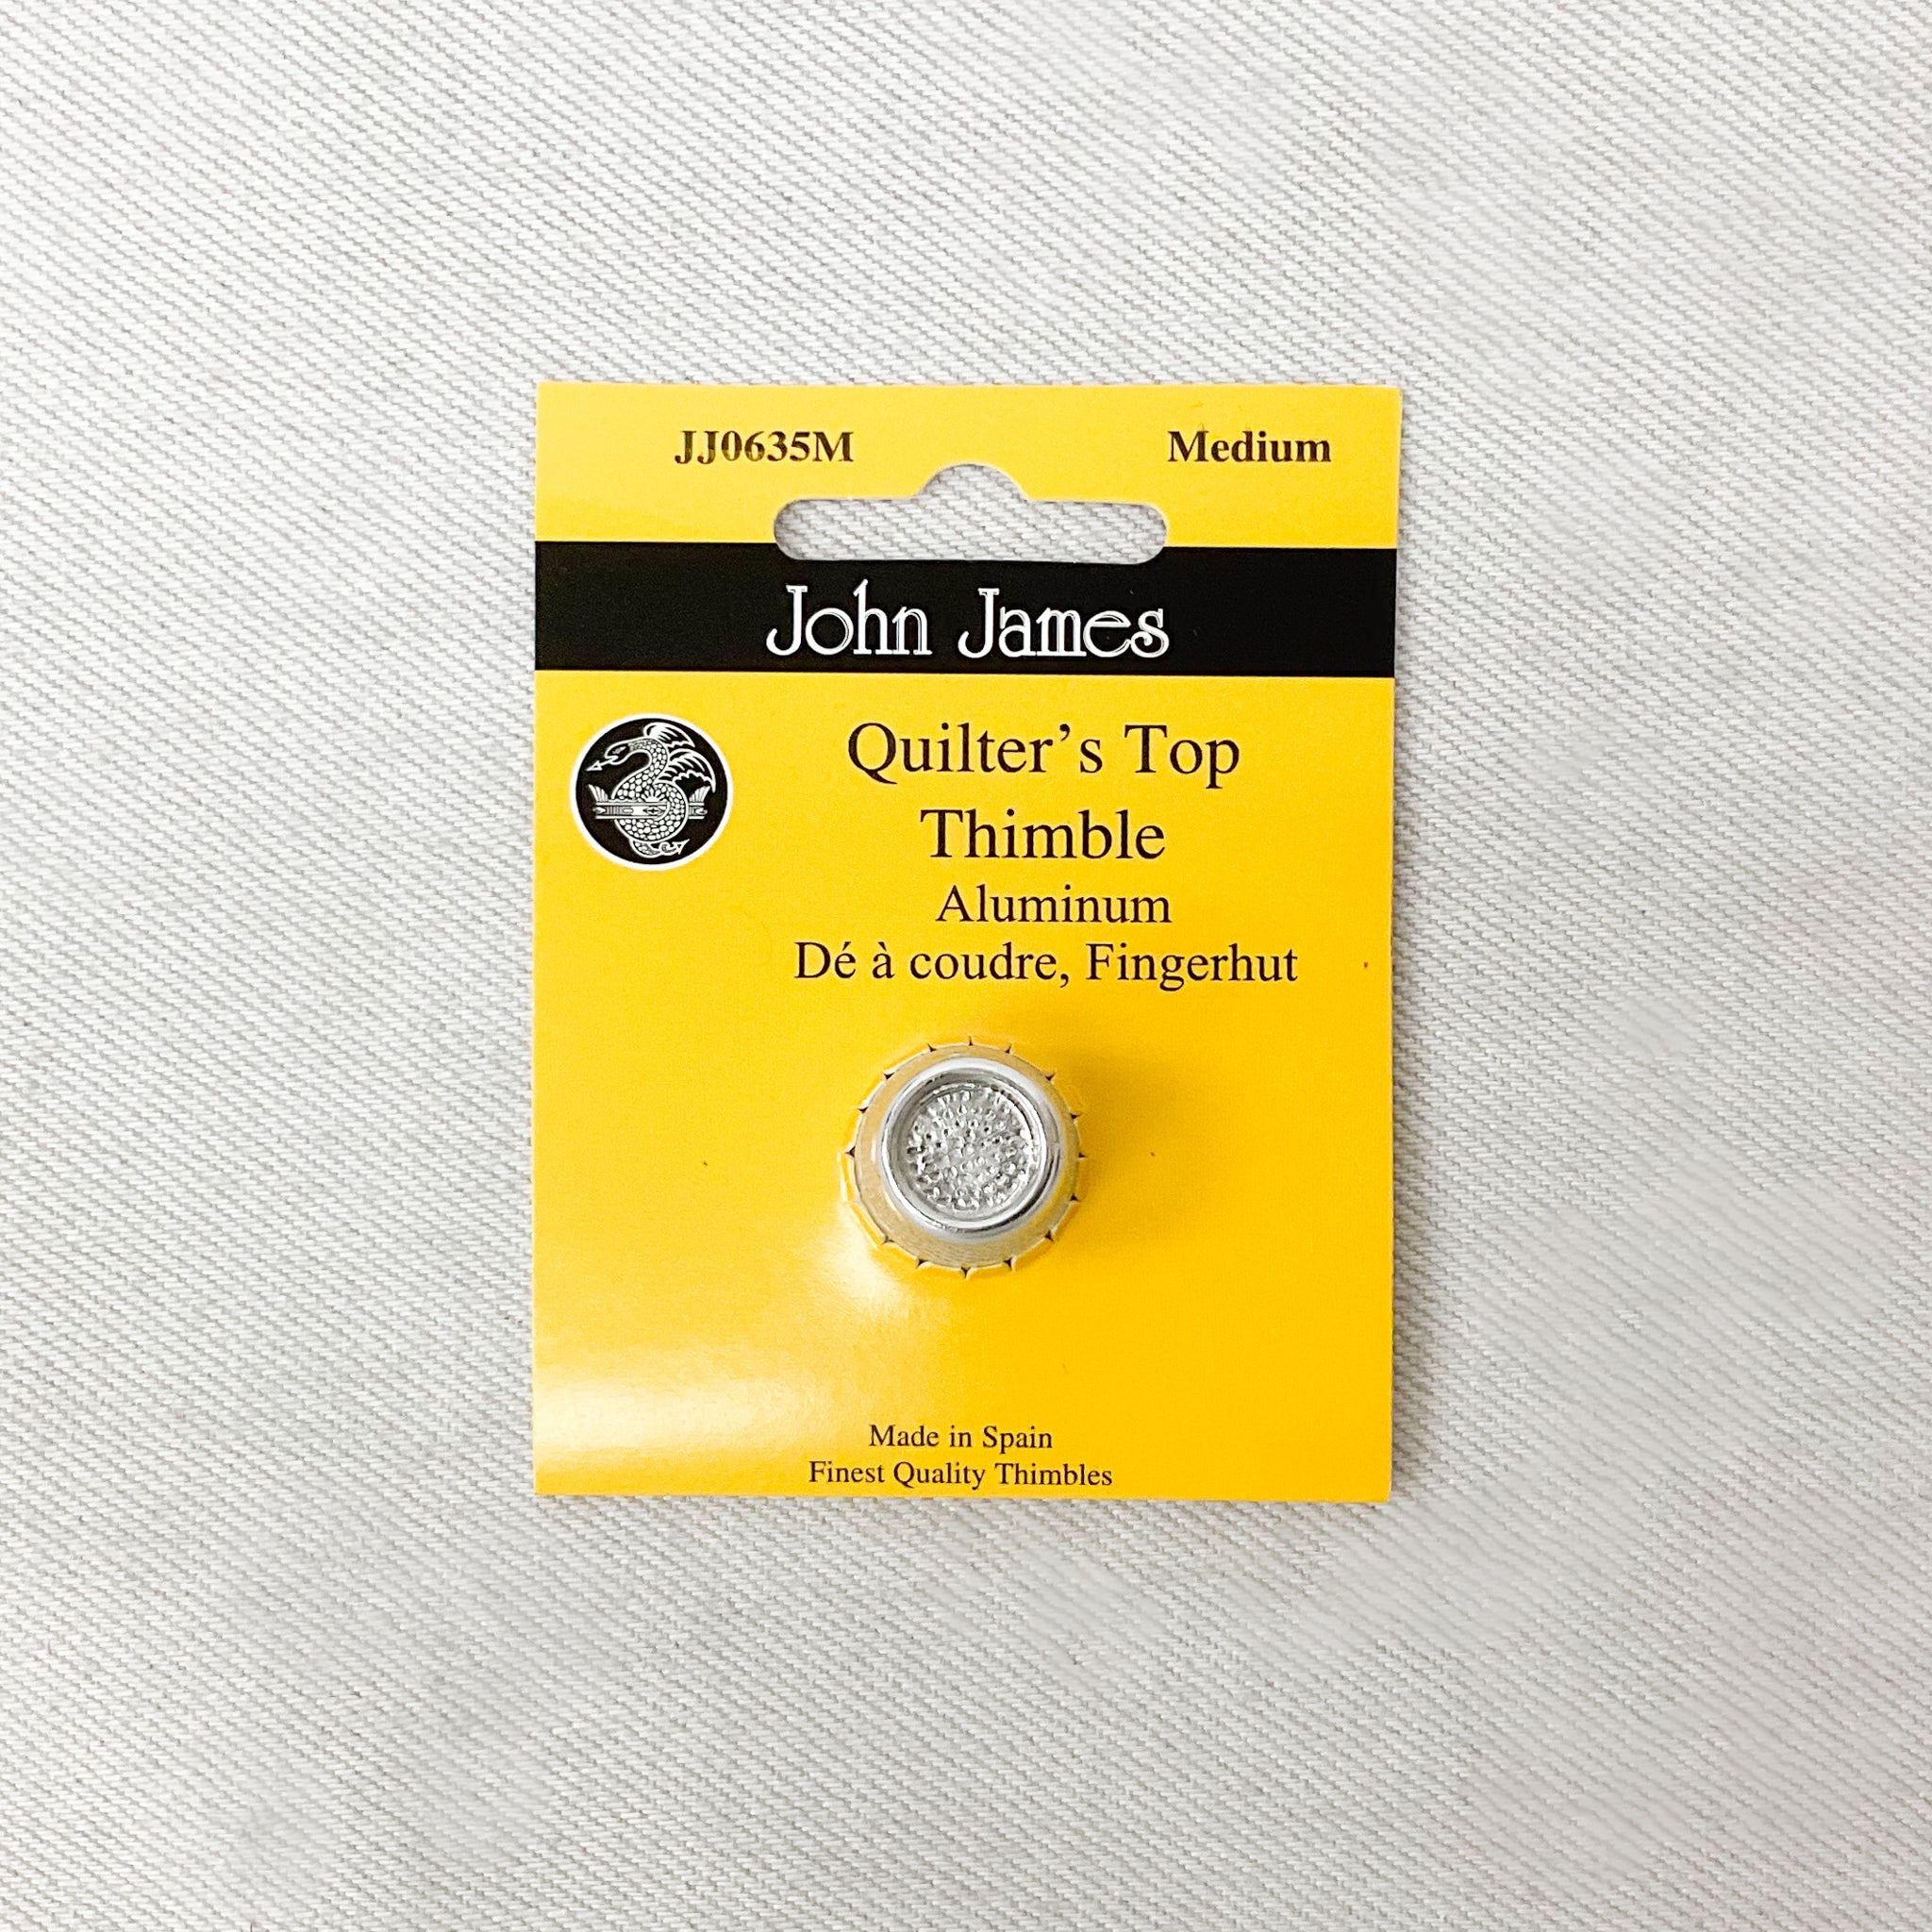 JJ0635M Medium
John James
Quilter's Top
Thimble
Aluminum
Dé à coudre, Fingerhut
Made in Spain
Finest Quality Thimbles